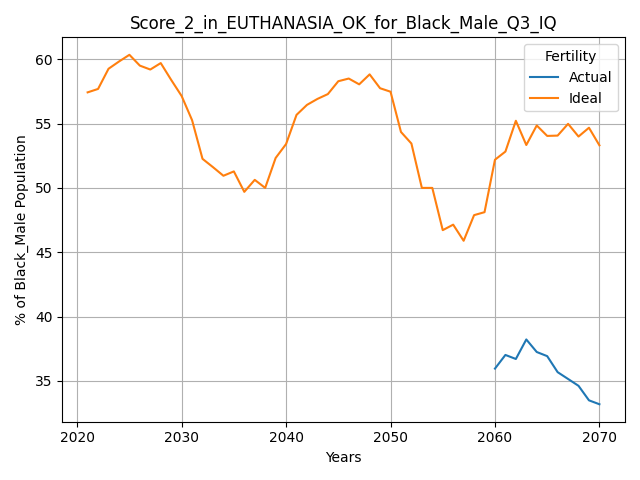 Score_2_in_EUTHANASIA_OK_for_Black_Male_Q3_IQ
Fertility
Actual
Ideal
% of Black_Male Population
60
55
50
45
40
35
2020
2030
2040
2050
2060
2070
Years